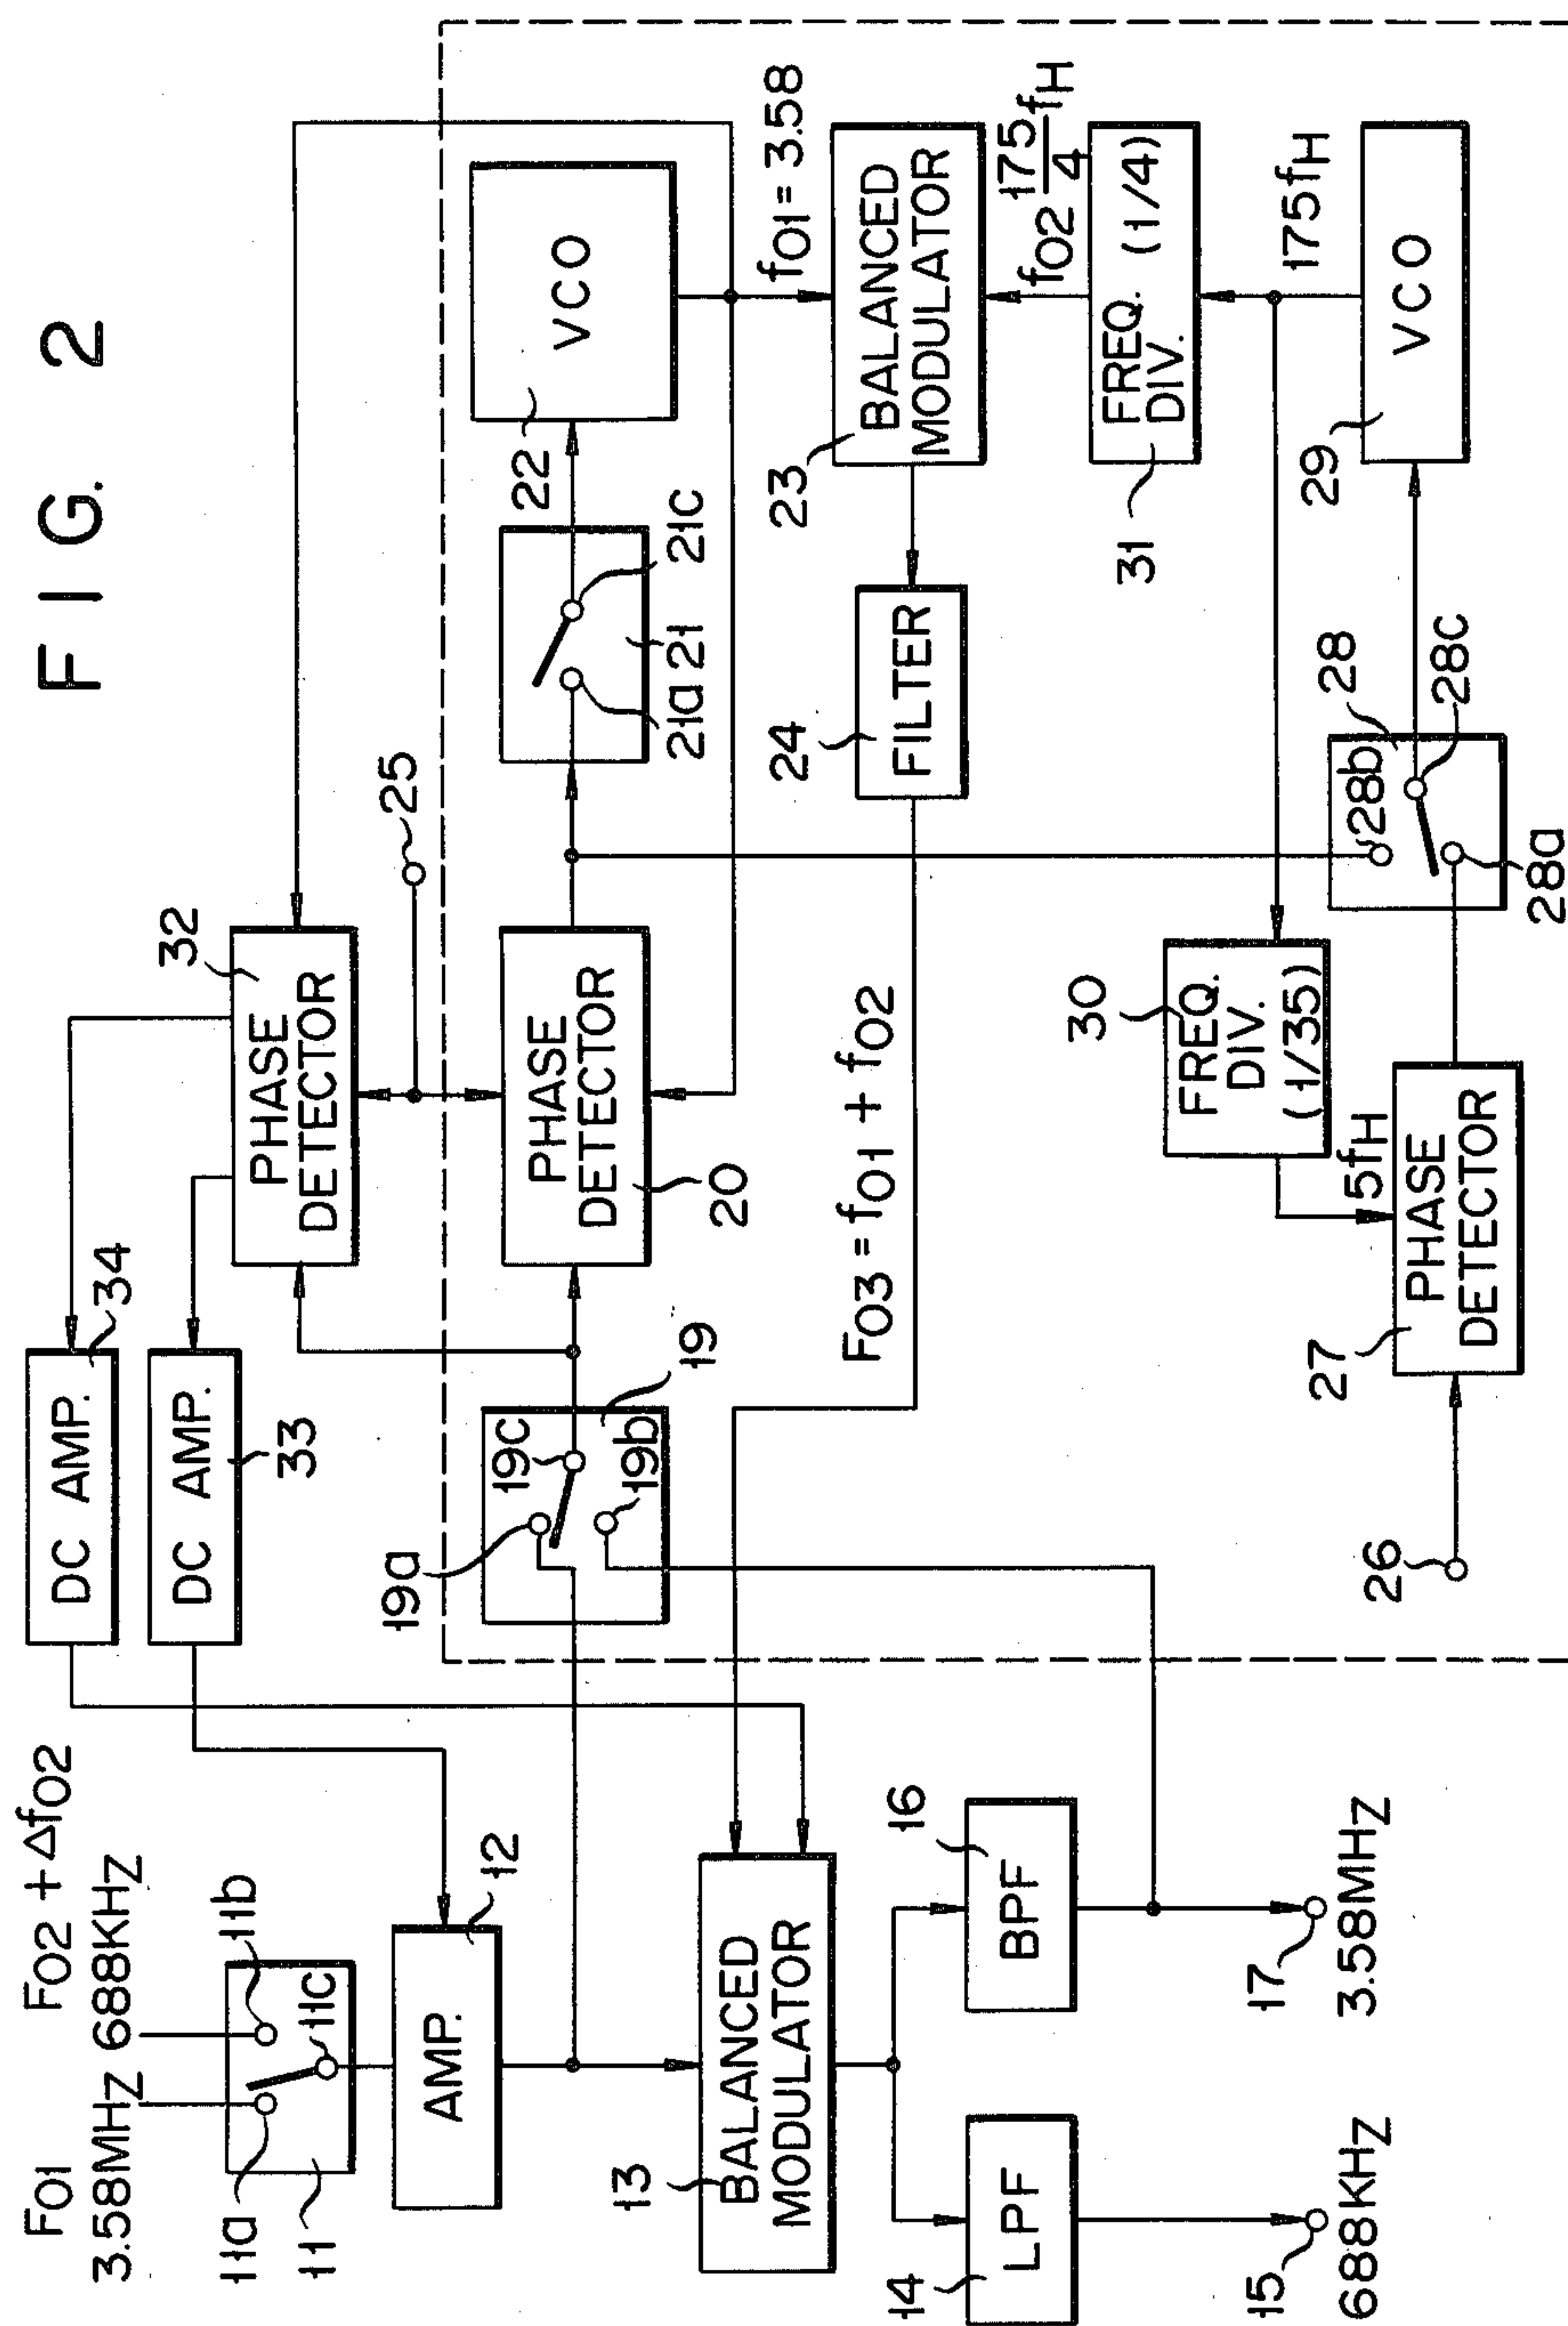 FIG. 2
F01
F02 + Δf02
3.58MHZ
688KHZ
11a
11b
11c
11
AMP.
12
13
BALANCED
MODULATOR
14
LPF
15
688KHZ
16
BPF
17
3.58MHZ
DC AMP.
34
DC AMP.
33
19a
19c
19b
19
32
PHASE
DETECTOR
25
PHASE
DETECTOR
20
21a
21
21c
22
VCO
f01 = 3.58
23
BALANCED
MODULATOR
24
FILTER
F03 = f01 + f02
f02
175/4 fH
FREQ.
DIV.
(1/4)
31
175fH
29
VCO
30
FREQ.
DIV.
(1/35)
5fH
26
27
PHASE
DETECTOR
28
28b
28c
28a